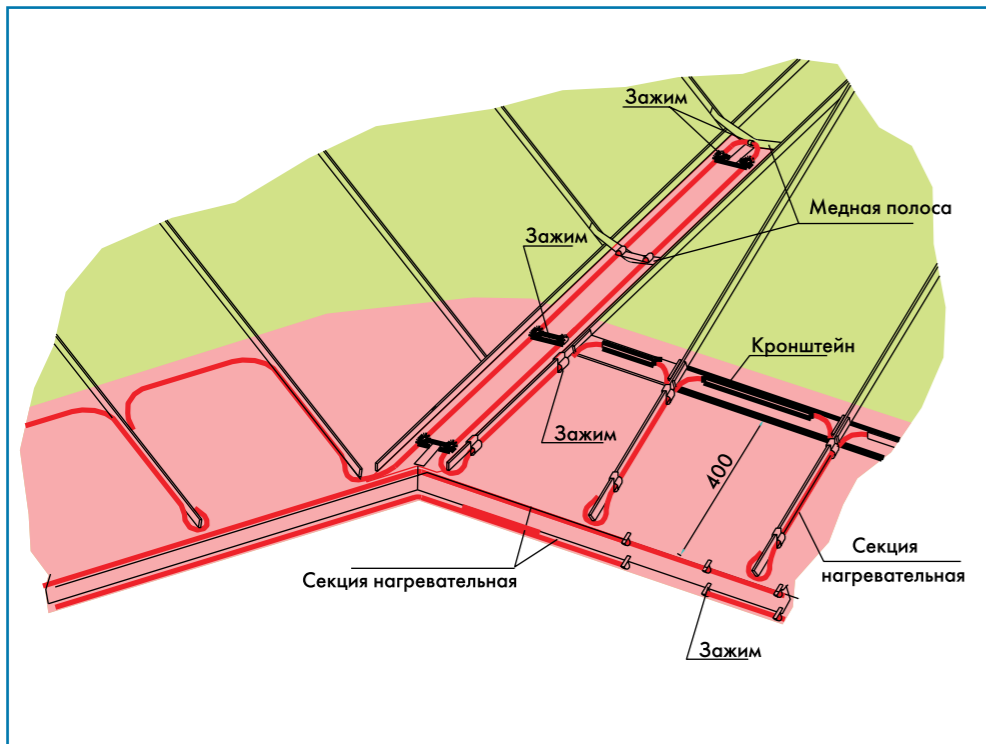 Зажим
Медная полоса
Зажим
Кронштейн
Зажим
400
Секция
нагревательная
Секция нагревательная
Зажим